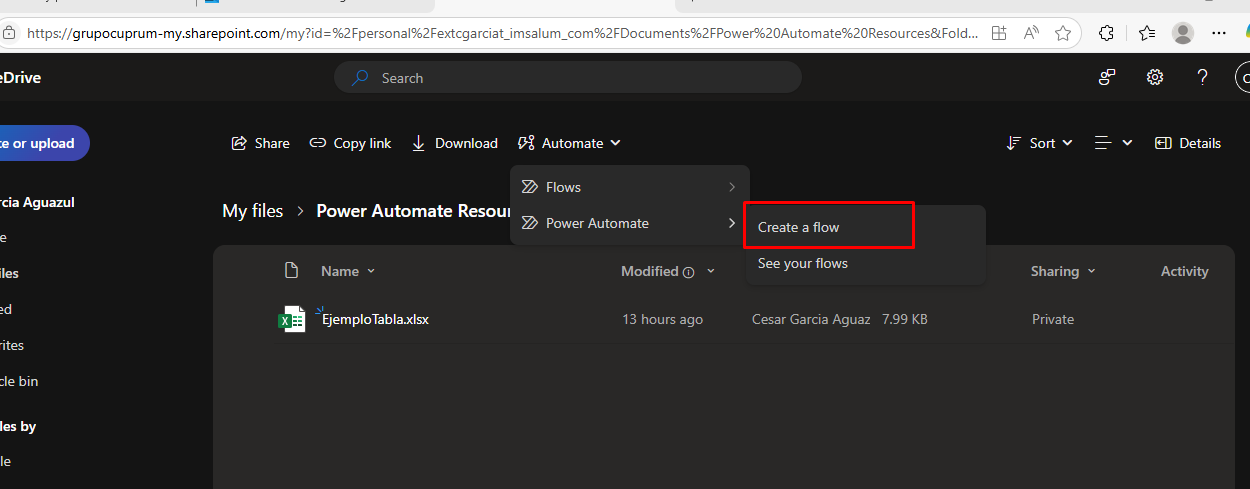 https://grupocuprum-my.sharepoint.com/my?id=%2Fpersonal%2Fextcgarciat_imsalum_com%2FDocuments%2FPower%20Automate%20Resources&Fold...
eDrive
Search
e or upload
Share
Copy link
Download
Automate
Sort
Details
Flows
Power Automate
Create a flow
See your flows
rcia Aguazul
My files > Power Automate Resour
e
iles
Name
Modified
Sharing
Activity
ed
EjemploTabla.xlsx
13 hours ago
Cesar Garcia Aguaz
7.99 KB
Private
rites
cle bin
les by
le